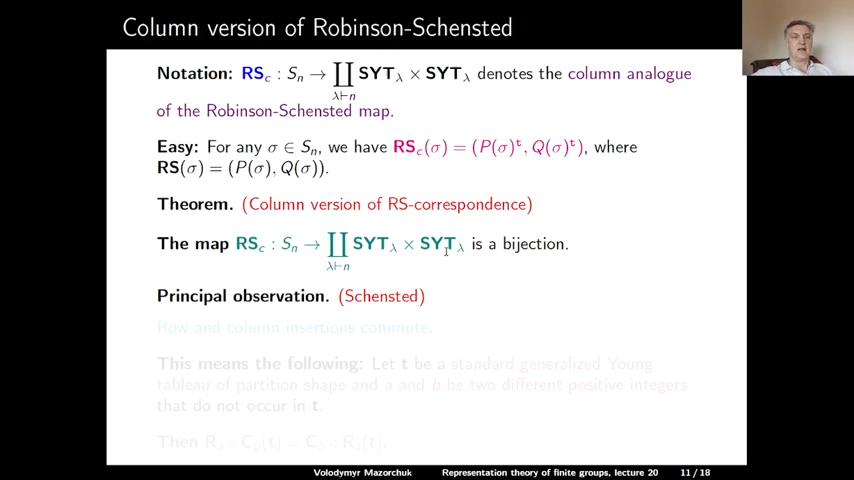 Column version of Robinson-Schensted
Notation: RS_c : S_n → ∐ SYT_λ × SYT_λ denotes the column analogue
λ⊢n
of the Robinson-Schensted map.
Easy: For any σ ∈ S_n, we have RS_c(σ) = (P(σ)^t, Q(σ)^t), where
RS(σ) = (P(σ), Q(σ)).
Theorem. (Column version of RS-correspondence)
The map RS_c : S_n → ∐ SYT_λ × SYT_λ is a bijection.
λ⊢n
Principal observation. (Schensted)
Row and column insertions commute.
This means the following: Let t be a standard generalized Young
tableau of partition shape and a and b be two different positive integers
that do not occur in t.
Then R_a ∘ C_b(t) = C_b ∘ R_a(t).
Volodymyr Mazorchuk Representation theory of finite groups, lecture 20 11/18